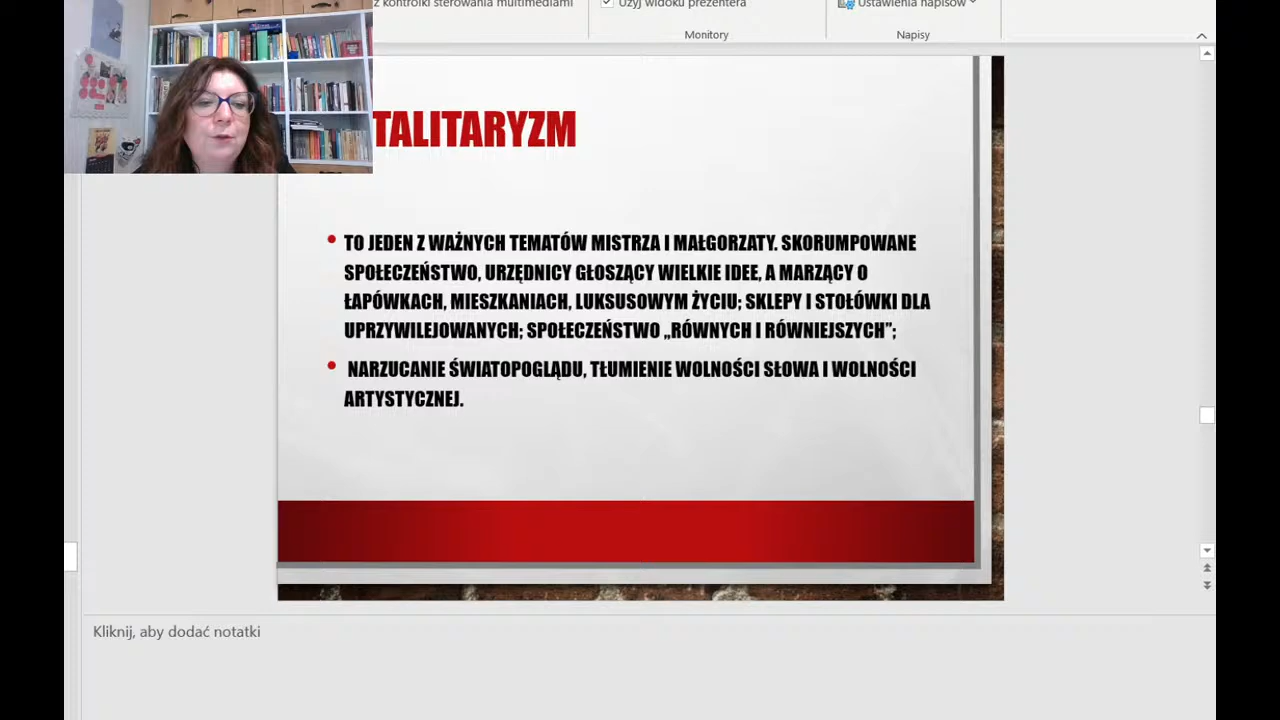 z kontrolki sterowania multimediami
Użyj widoku prezentera
Ustawienia napisów
Monitory
Napisy
TALITARYZM
• TO JEDEN Z WAŻNYCH TEMATÓW MISTRZA I MAŁGORZATY. SKORUMPOWANE
SPOŁECZEŃSTWO, URZĘDNICY GŁOSZĄCY WIELKIE IDEE, A MARZĄCY O
ŁAPÓWKACH, MIESZKANIACH, LUKSUSOWYM ŻYCIU; SKLEPY I STOŁÓWKI DLA
UPRZYWILEJOWANYCH; SPOŁECZEŃSTWO „RÓWNYCH I RÓWNIEJSZYCH”;
• NARZUCANIE ŚWIATOPOGLĄDU, TŁUMIENIE WOLNOŚCI SŁOWA I WOLNOŚCI
ARTYSTYCZNEJ.
Kliknij, aby dodać notatki